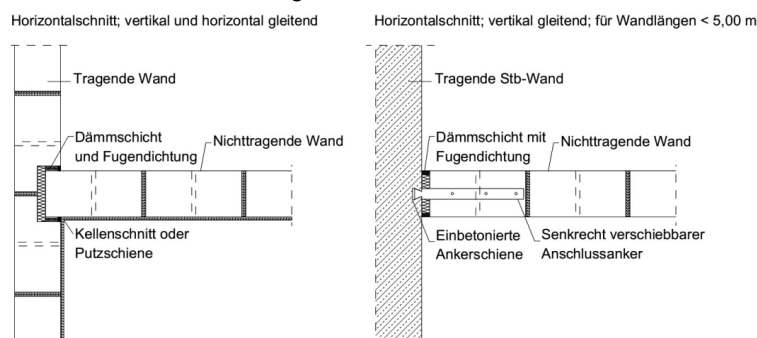 Horizontalschnitt; vertikal und horizontal gleitend
Tragende Wand
Dämmschicht
und Fugendichtung
Nichttragende Wand
Kellenschnitt oder
Putzschiene
Horizontalschnitt; vertikal gleitend; für Wandlängen < 5,00 m
Tragende Stb-Wand
Dämmschicht mit
Fugendichtung
Nichttragende Wand
Einbetonierte
Ankerschiene
Senkrecht verschiebbarer
Anschlussanker